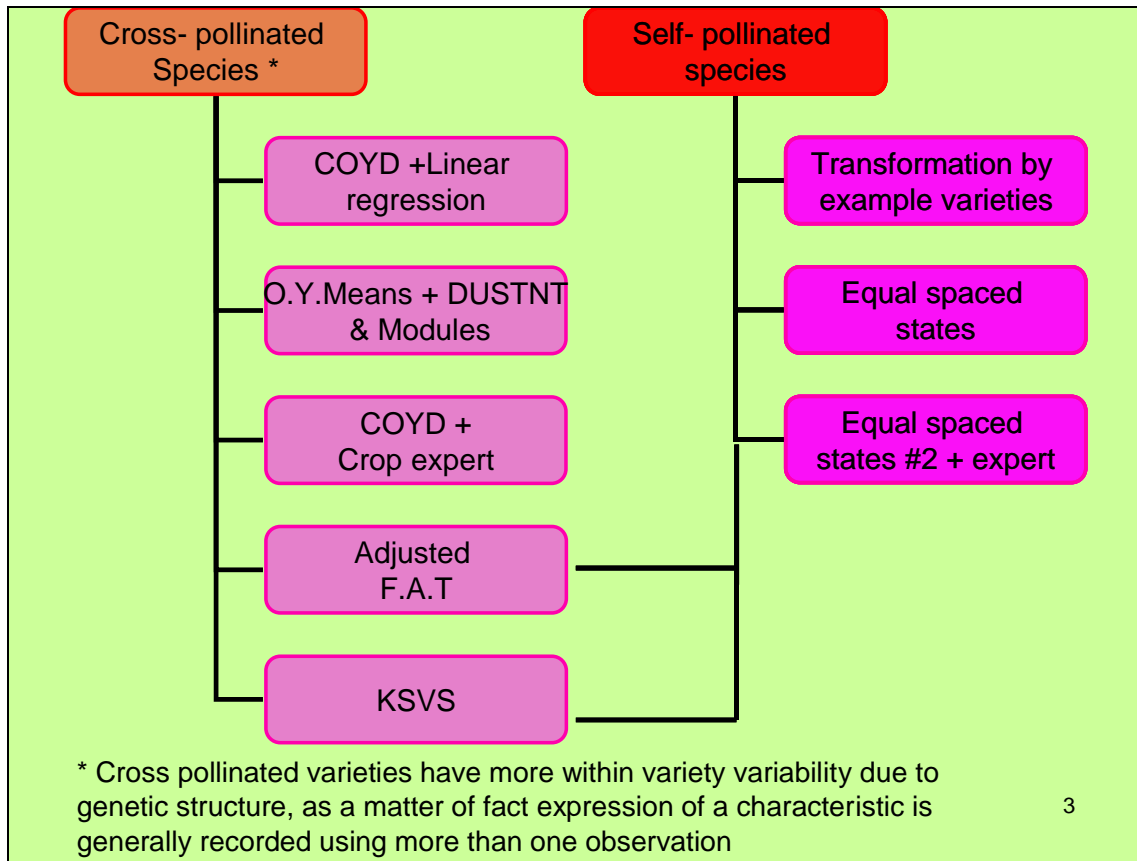 Cross- pollinated
Species *
Self- pollinated
species
COYD +Linear
regression
Transformation by
example varieties
O.Y.Means + DUSTNT
& Modules
Equal spaced
states
COYD +
Crop expert
Equal spaced
states #2 + expert
Adjusted
F.A.T
KSVS
* Cross pollinated varieties have more within variety variability due to
genetic structure, as a matter of fact expression of a characteristic is
generally recorded using more than one observation
3